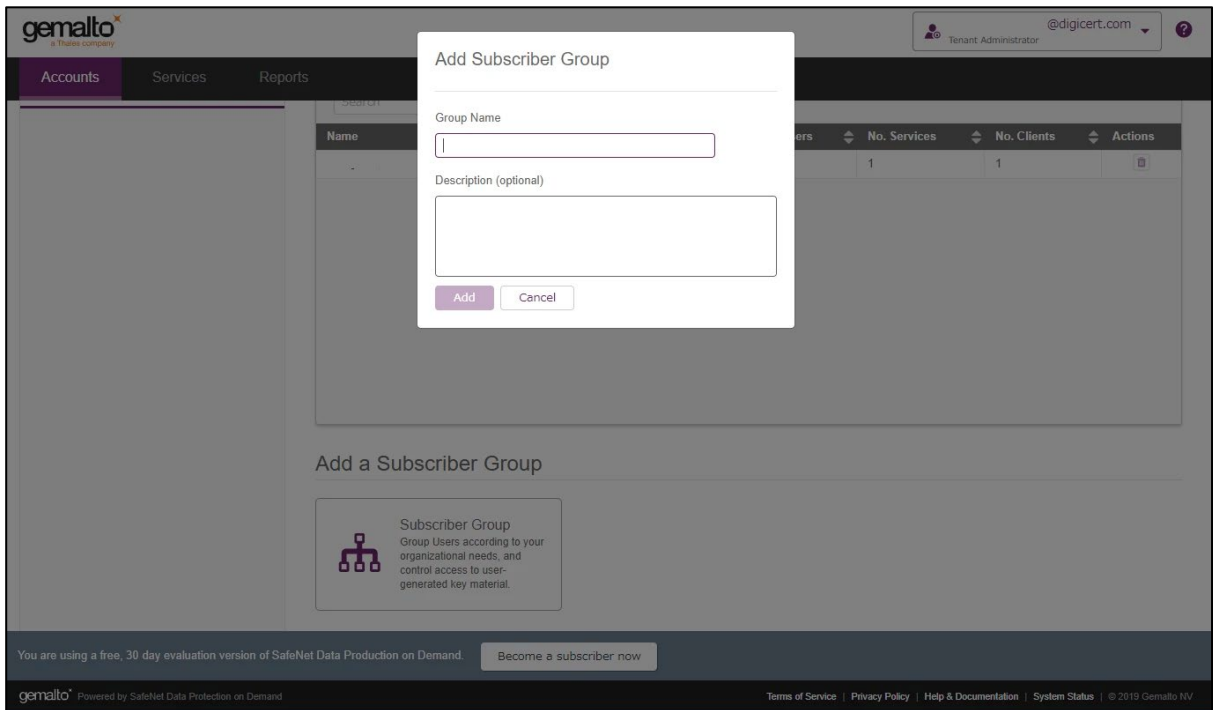 gemalto
a Thales company
@digicert.com
Tenant Administrator
?
Accounts Services Reports
Search
Name ers No. Services No. Clients Actions
1 1
Add Subscriber Group
Group Name
Description (optional)
Add Cancel
Add a Subscriber Group
Subscriber Group
Group Users according to your
organizational needs, and
control access to user-
generated key material.
You are using a free, 30 day evaluation version of SafeNet Data Production on Demand. Become a subscriber now
gemalto Powered by SafeNet Data Protection on Demand Terms of Service | Privacy Policy | Help & Documentation | System Status | © 2019 Gemalto NV